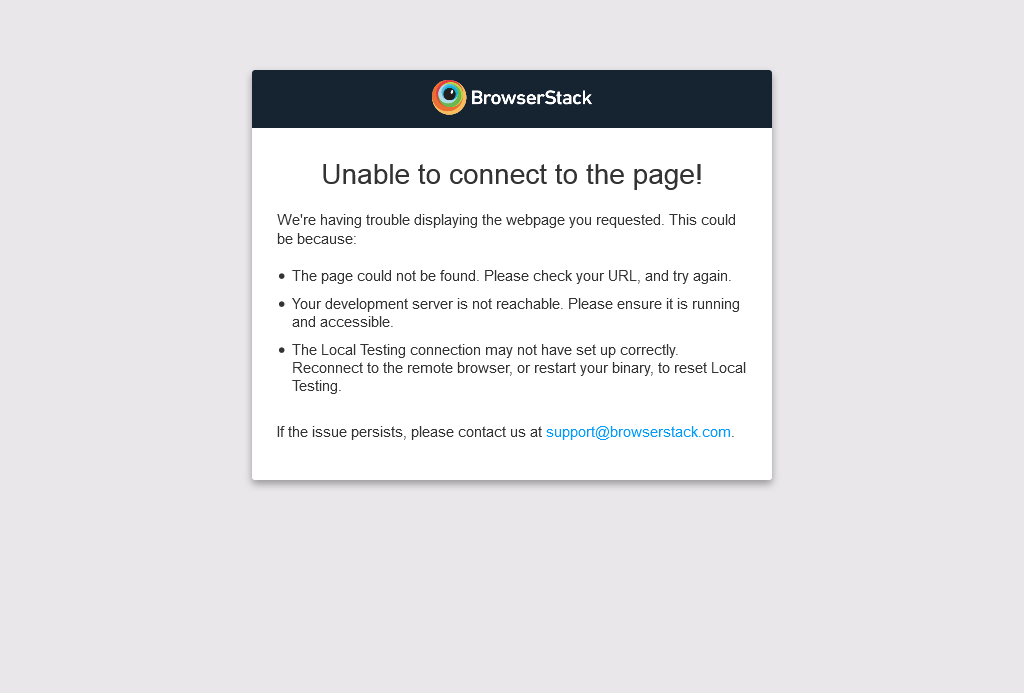 BrowserStack
Unable to connect to the page!
We're having trouble displaying the webpage you requested. This could
be because:
• The page could not be found. Please check your URL, and try again.
• Your development server is not reachable. Please ensure it is running
and accessible.
• The Local Testing connection may not have set up correctly.
Reconnect to the remote browser, or restart your binary, to reset Local
Testing.
If the issue persists, please contact us at support@browserstack.com.